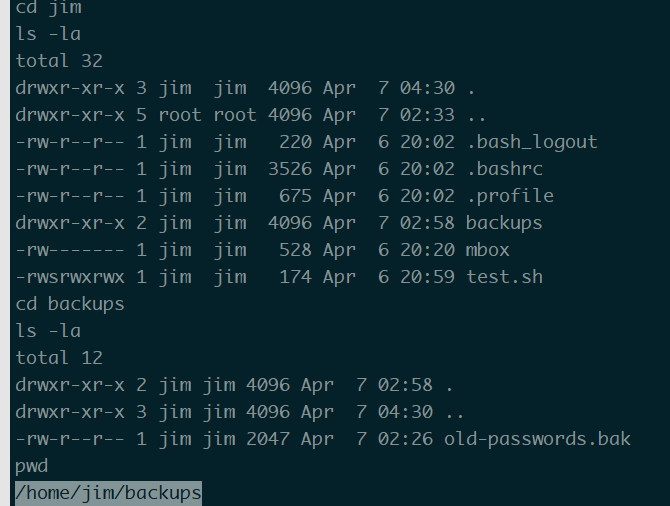 cd jim
ls -la
total 32
drwxr-xr-x 3 jim  jim  4096 Apr  7 04:30 .
drwxr-xr-x 5 root root 4096 Apr  7 02:33 ..
-rw-r--r-- 1 jim  jim   220 Apr  6 20:02 .bash_logout
-rw-r--r-- 1 jim  jim  3526 Apr  6 20:02 .bashrc
-rw-r--r-- 1 jim  jim   675 Apr  6 20:02 .profile
drwxr-xr-x 2 jim  jim  4096 Apr  7 02:58 backups
-rw------- 1 jim  jim   528 Apr  6 20:20 mbox
-rwsrwxrwx 1 jim  jim   174 Apr  6 20:59 test.sh
cd backups
ls -la
total 12
drwxr-xr-x 2 jim jim 4096 Apr  7 02:58 .
drwxr-xr-x 3 jim jim 4096 Apr  7 04:30 ..
-rw-r--r-- 1 jim jim 2047 Apr  7 02:26 old-passwords.bak
pwd
/home/jim/backups